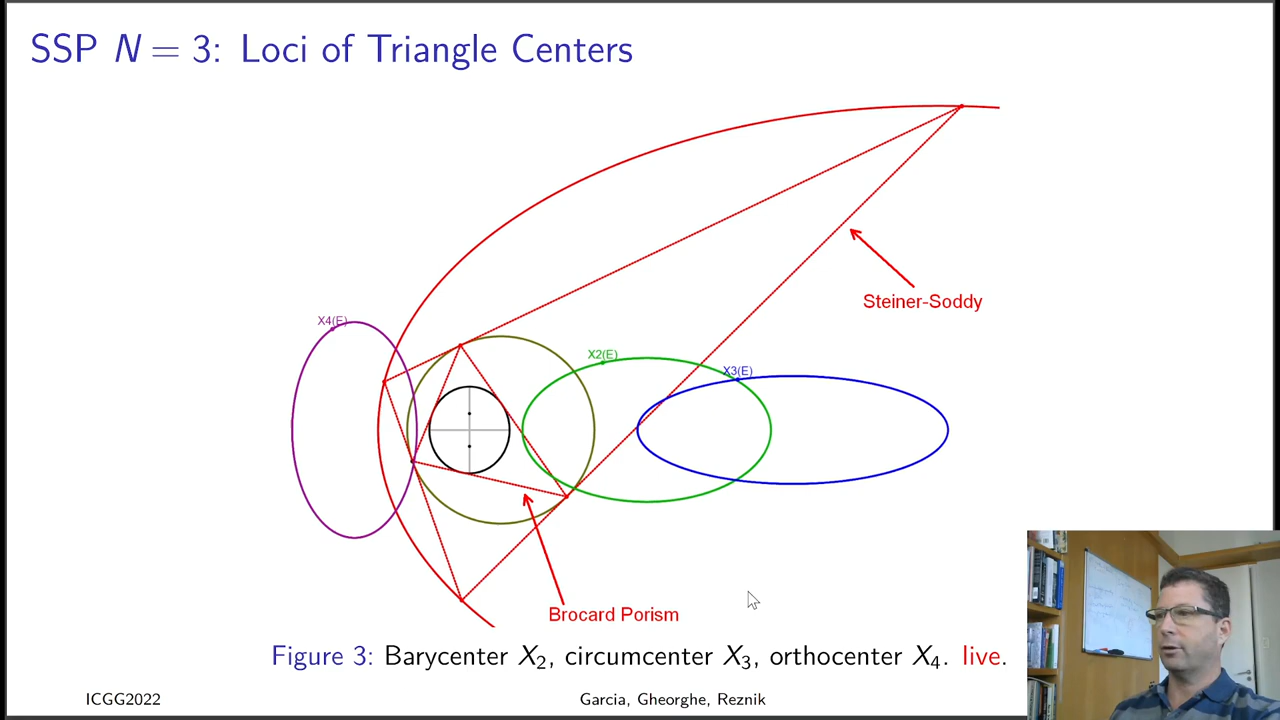 SSP N = 3: Loci of Triangle Centers
Steiner-Soddy
X4(E)
X2(E)
X3(E)
Brocard Porism
Figure 3: Barycenter X₂, circumcenter X₃, orthocenter X₄. live.
ICGG2022
Garcia, Gheorghe, Reznik